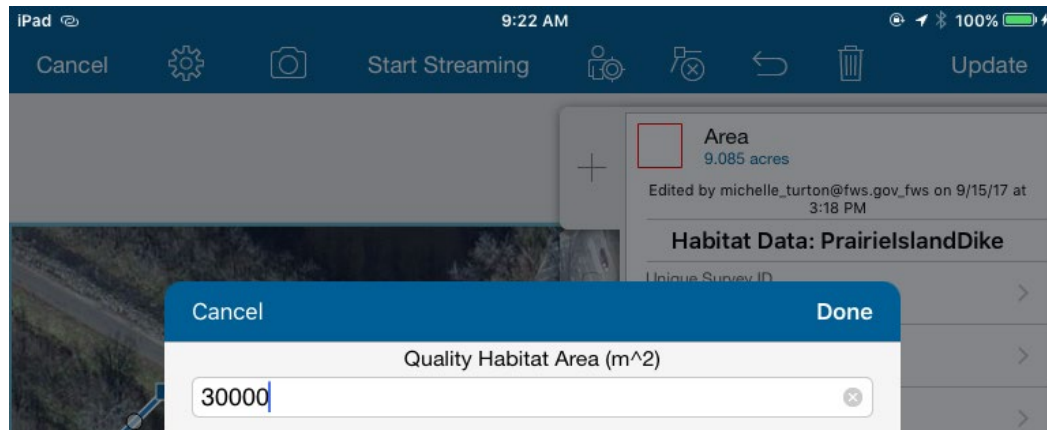 iPad 9:22 AM 100%
Cancel Start Streaming Update
Area
9.085 acres
Edited by michelle_turton@fws.gov_fws on 9/15/17 at
3:18 PM
Habitat Data: PrairieIslandDike
Unique Survey ID
Cancel Done
Quality Habitat Area (m^2)
30000